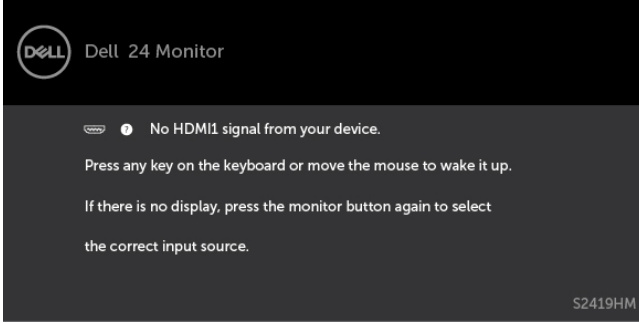 DELL
Dell 24 Monitor
? No HDMI1 signal from your device.
Press any key on the keyboard or move the mouse to wake it up.
If there is no display, press the monitor button again to select
the correct input source.
S2419HM